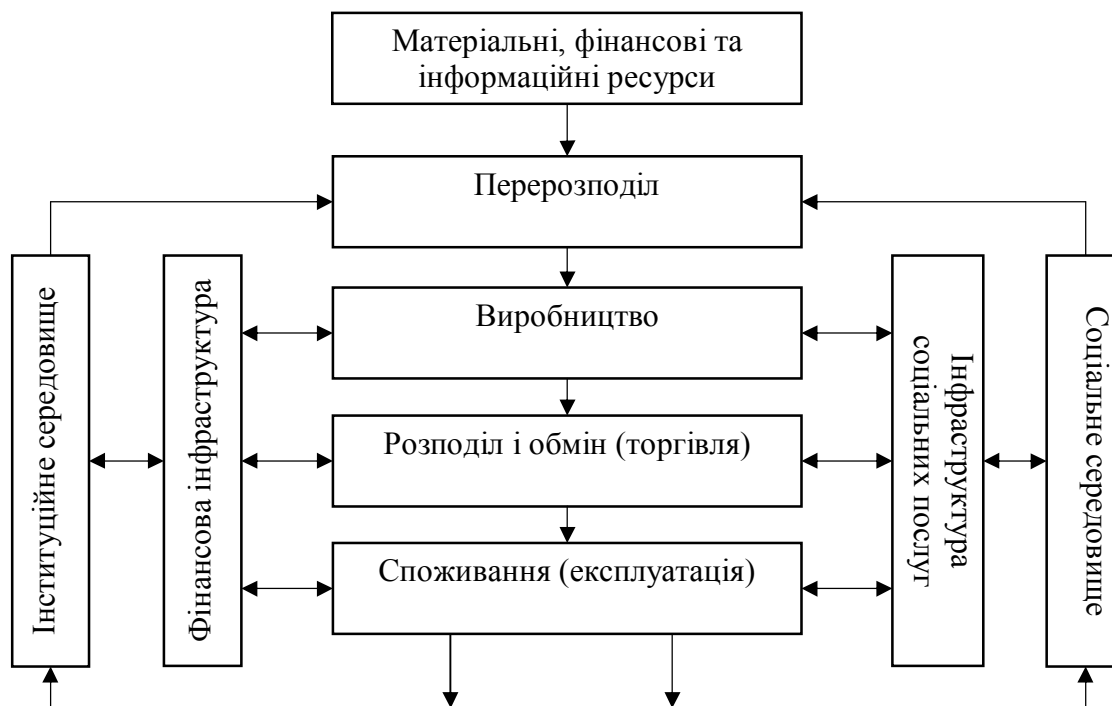 Матеріальні, фінансові та
інформаційні ресурси
Перерозподіл
Виробництво
Розподіл і обмін (торгівля)
Споживання (експлуатація)
Інституційне середовище
Фінансова інфраструктура
Інфраструктура
соціальних послуг
Соціальне середовище